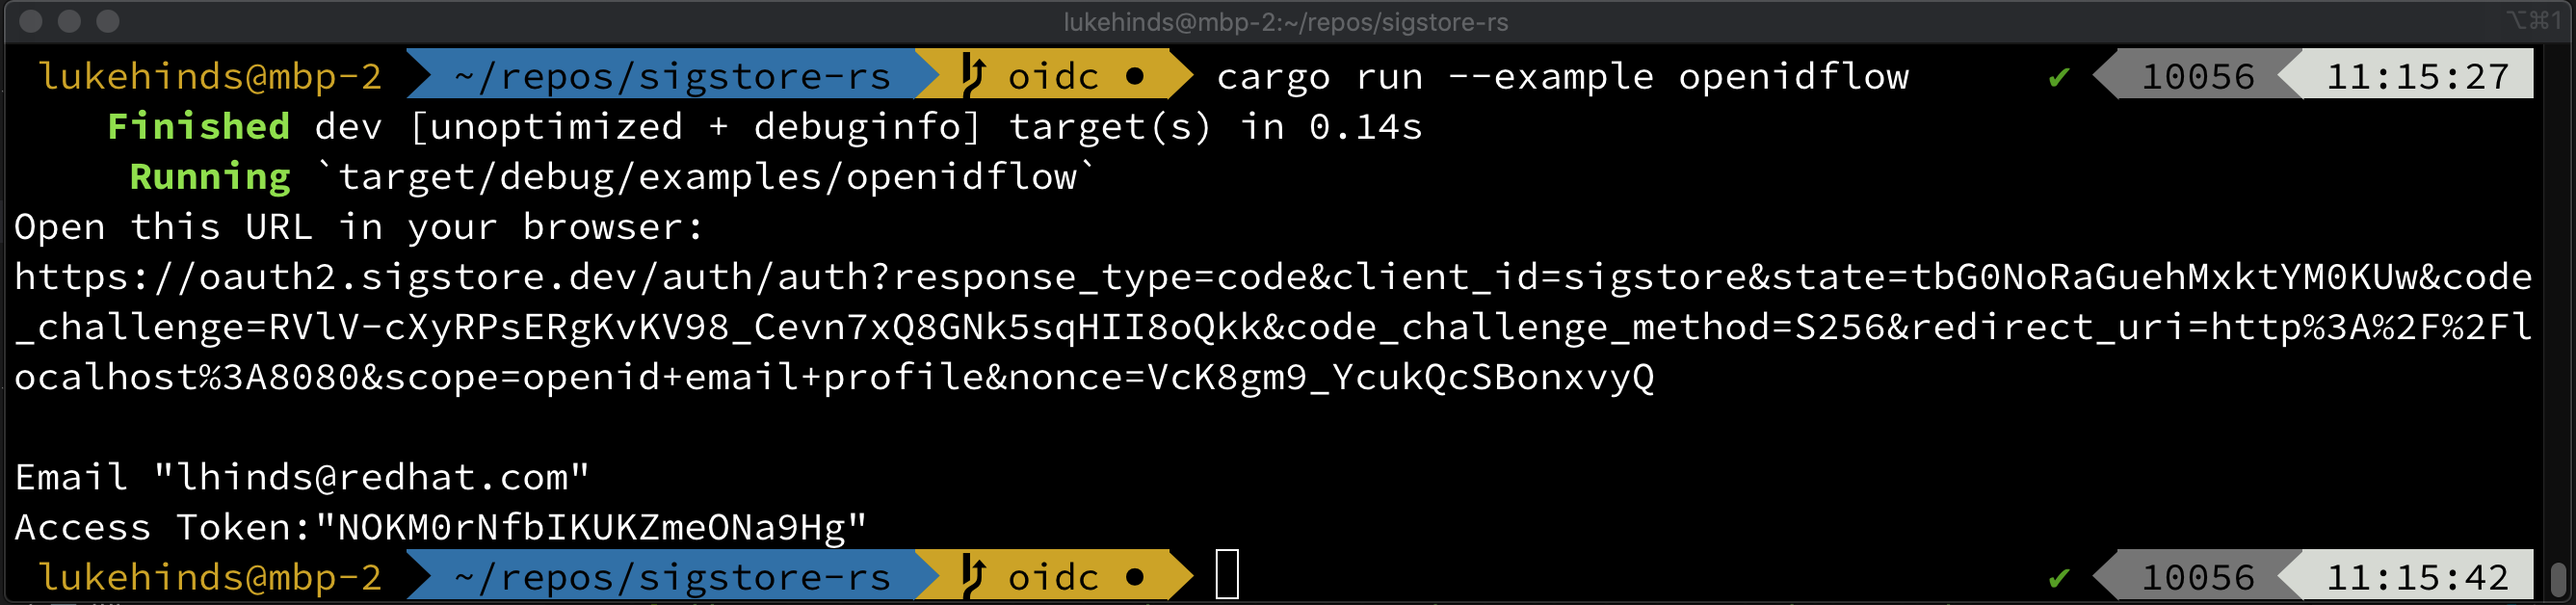 lukehinds@mbp-2:~/repos/sigstore-rs ⌥⌘1
lukehinds@mbp-2 ~/repos/sigstore-rs oidc ● cargo run --example openidflow ✔ 10056 11:15:27
Finished dev [unoptimized + debuginfo] target(s) in 0.14s
Running `target/debug/examples/openidflow`
Open this URL in your browser:
https://oauth2.sigstore.dev/auth/auth?response_type=code&client_id=sigstore&state=tbG0NoRaGuehMxktYM0KUw&code
_challenge=RVlV-cXyRPsERgKvKV98_Cevn7xQ8GNk5sqHII8oQkk&code_challenge_method=S256&redirect_uri=http%3A%2F%2Fl
ocalhost%3A8080&scope=openid+email+profile&nonce=VcK8gm9_YcukQcSBonxvyQ
Email "lhinds@redhat.com"
Access Token:"NOKM0rNfbIKUKZmeONa9Hg"
lukehinds@mbp-2 ~/repos/sigstore-rs oidc ● ✔ 10056 11:15:42